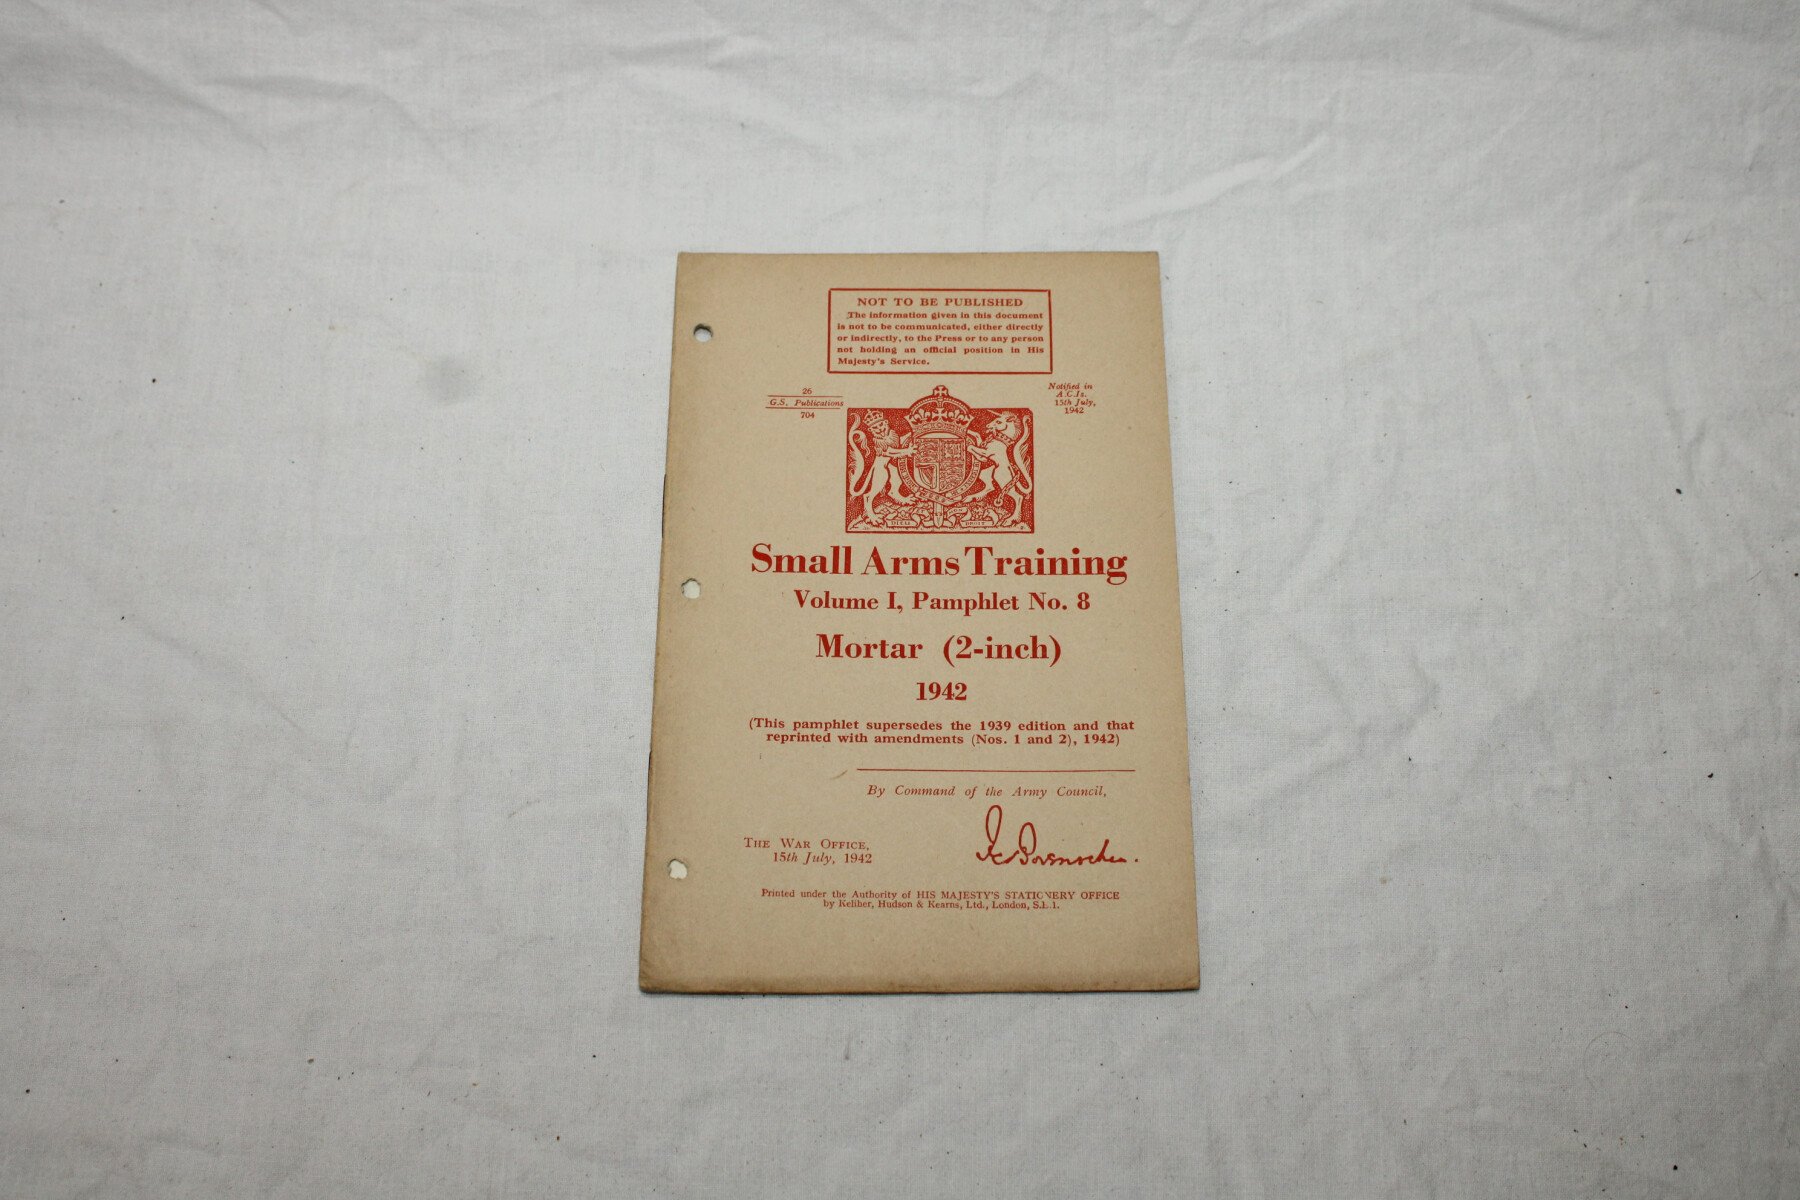 NOT TO BE PUBLISHED
The information given in this document
is not to be communicated, either directly
or indirectly, to the Press or to any person
not holding an official position in His
Majesty's Service.
26
G.S. Publications
704
Notified in
A.C.Is.
15th July,
1942
DIEU ET MON DROIT
Small Arms Training
Volume I, Pamphlet No. 8
Mortar (2-inch)
1942
(This pamphlet supersedes the 1939 edition and that
reprinted with amendments (Nos. 1 and 2), 1942)
By Command of the Army Council,
THE WAR OFFICE,
15th July, 1942
Printed under the Authority of HIS MAJESTY'S STATIONERY OFFICE
by Keliher, Hudson & Kearns, Ltd., London, S.E.1.